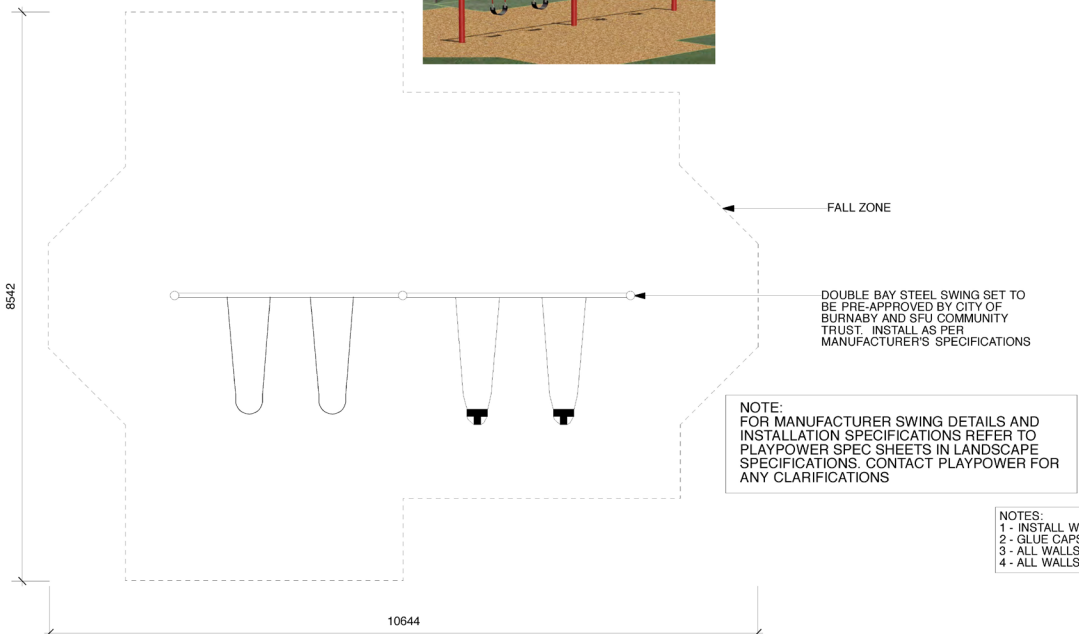 FALL ZONE
8542
DOUBLE BAY STEEL SWING SET TO
BE PRE-APPROVED BY CITY OF
BURNABY AND SFU COMMUNITY
TRUST. INSTALL AS PER
MANUFACTURER'S SPECIFICATIONS
NOTE:
FOR MANUFACTURER SWING DETAILS AND
INSTALLATION SPECIFICATIONS REFER TO
PLAYPOWER SPEC SHEETS IN LANDSCAPE
SPECIFICATIONS. CONTACT PLAYPOWER FOR
ANY CLARIFICATIONS
NOTES:
1 - INSTALL W
2 - GLUE CAPS
3 - ALL WALLS
4 - ALL WALLS
10644